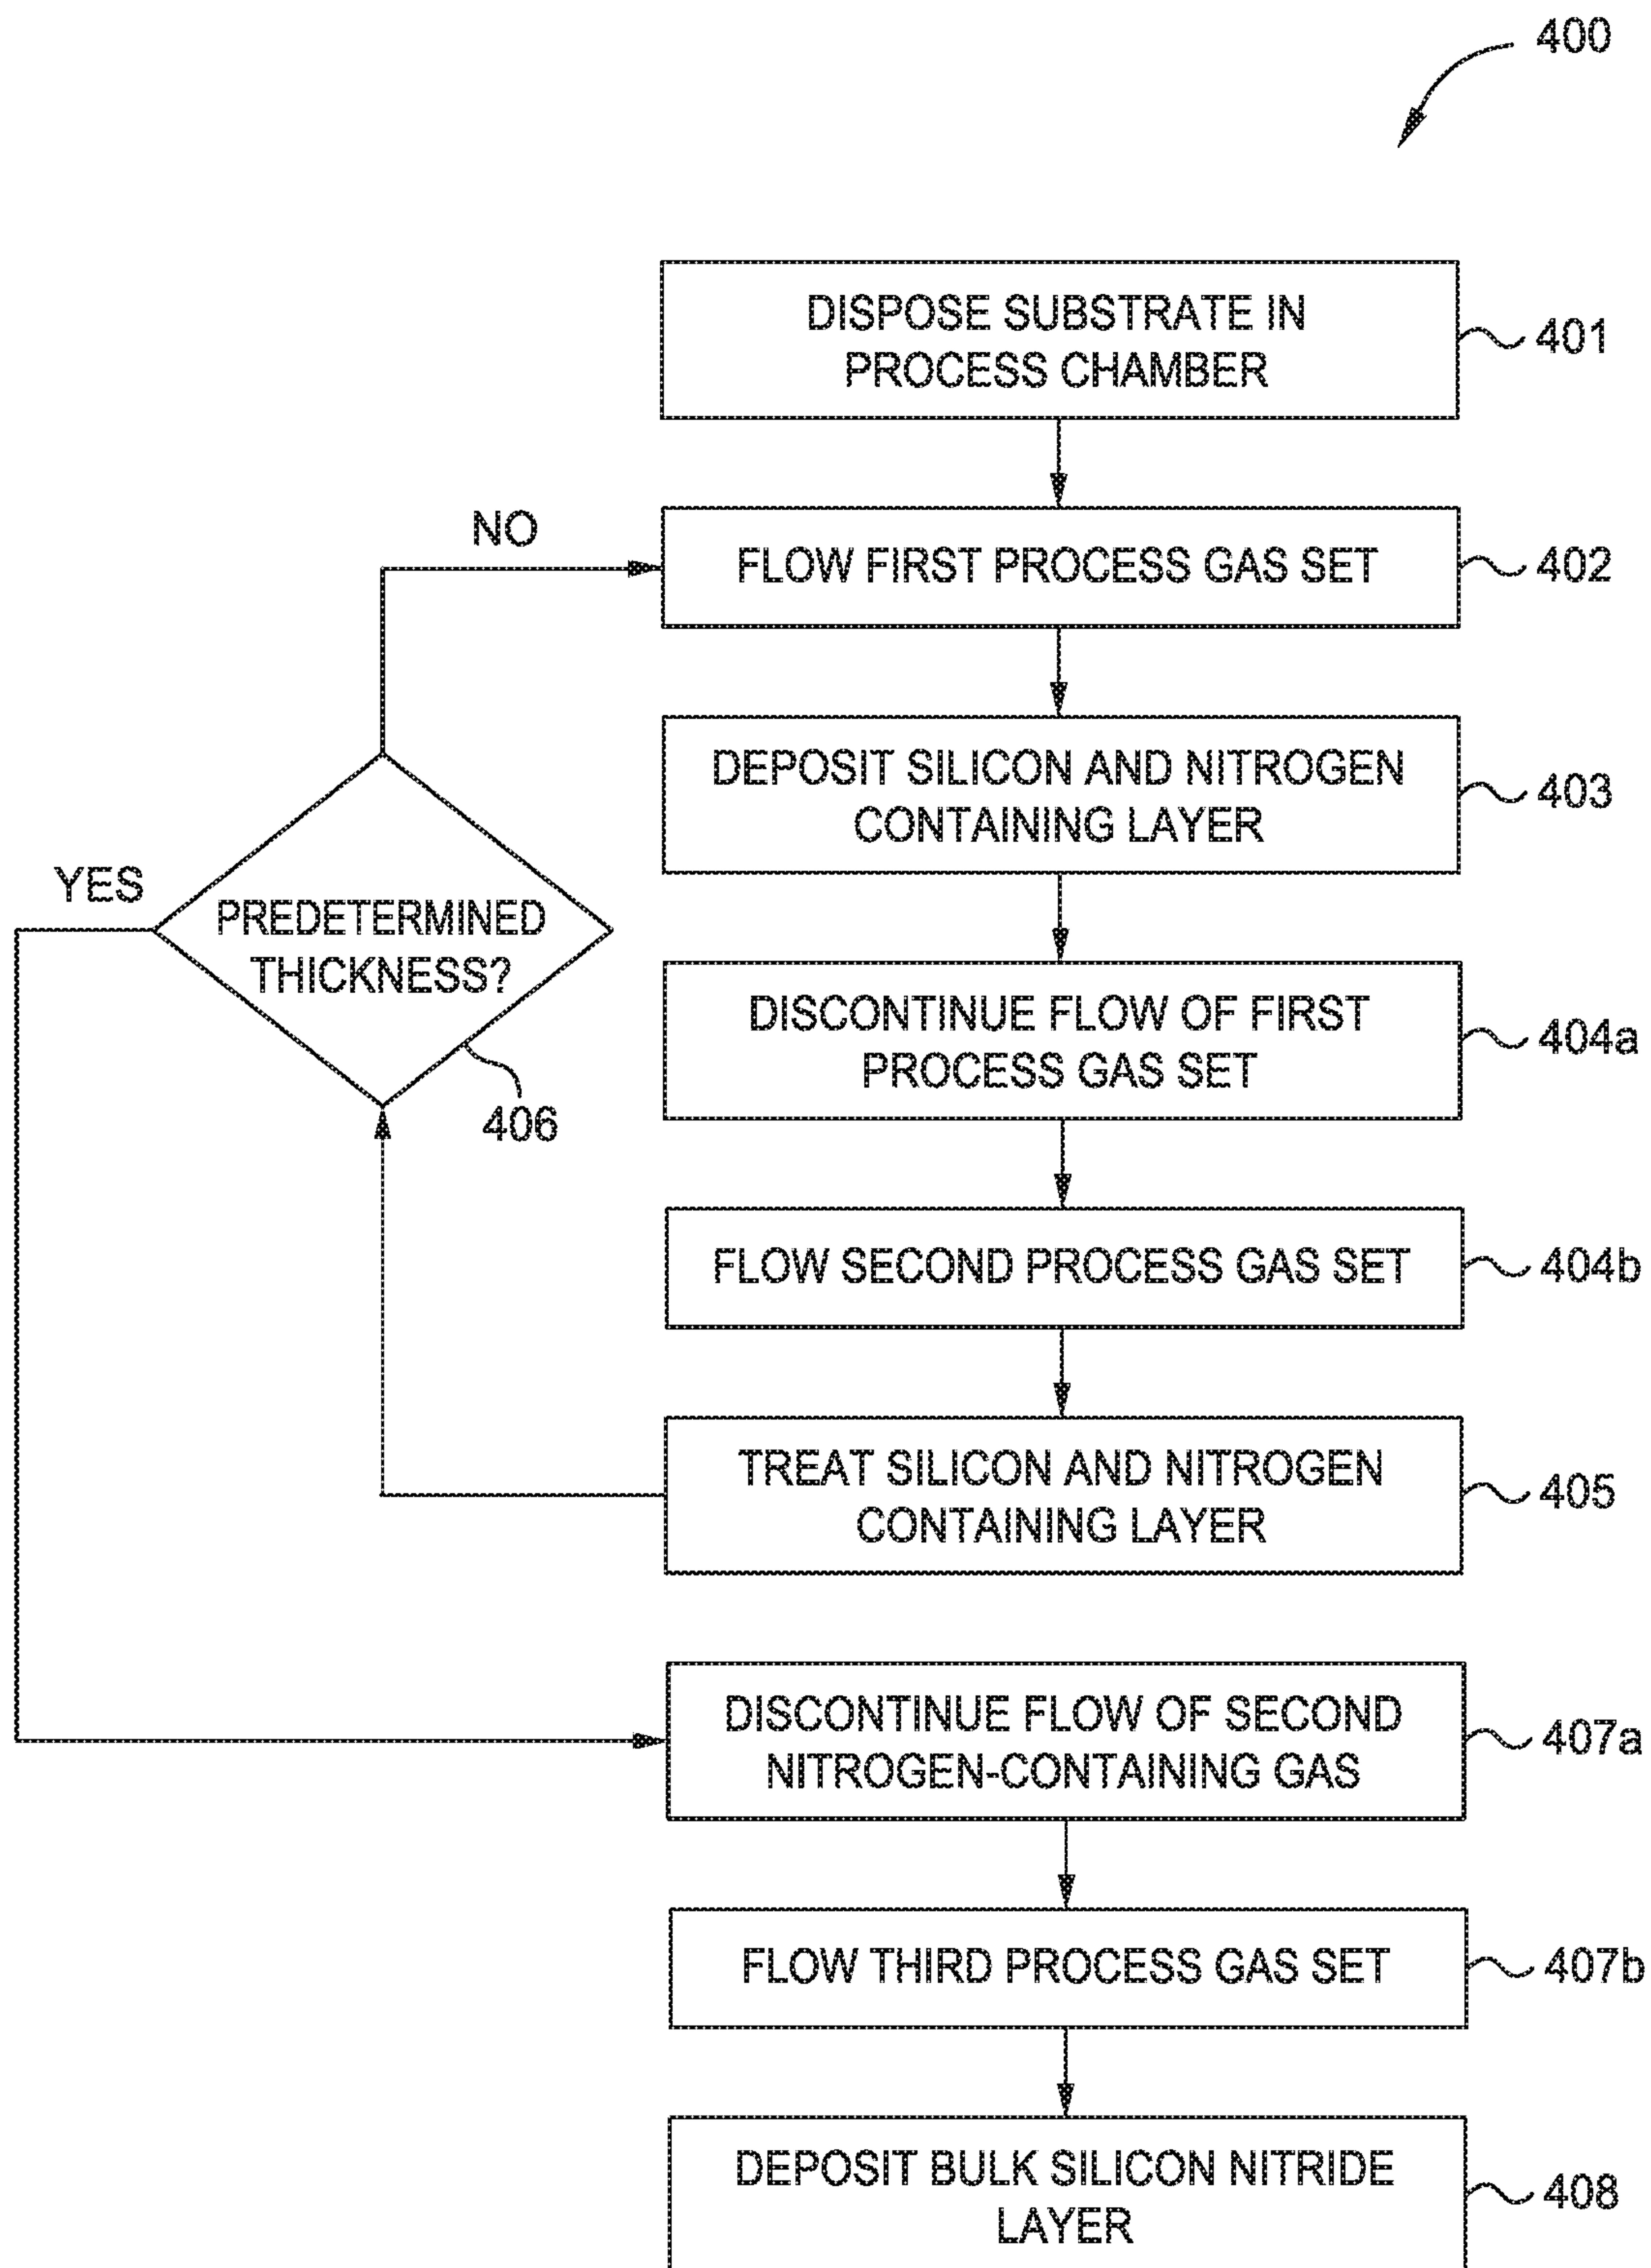 400
DISPOSE SUBSTRATE IN
PROCESS CHAMBER
401
NO
FLOW FIRST PROCESS GAS SET
402
DEPOSIT SILICON AND NITROGEN
CONTAINING LAYER
403
YES
PREDETERMINED
THICKNESS?
406
DISCONTINUE FLOW OF FIRST
PROCESS GAS SET
404a
FLOW SECOND PROCESS GAS SET
404b
TREAT SILICON AND NITROGEN
CONTAINING LAYER
405
DISCONTINUE FLOW OF SECOND
NITROGEN-CONTAINING GAS
407a
FLOW THIRD PROCESS GAS SET
407b
DEPOSIT BULK SILICON NITRIDE
LAYER
408